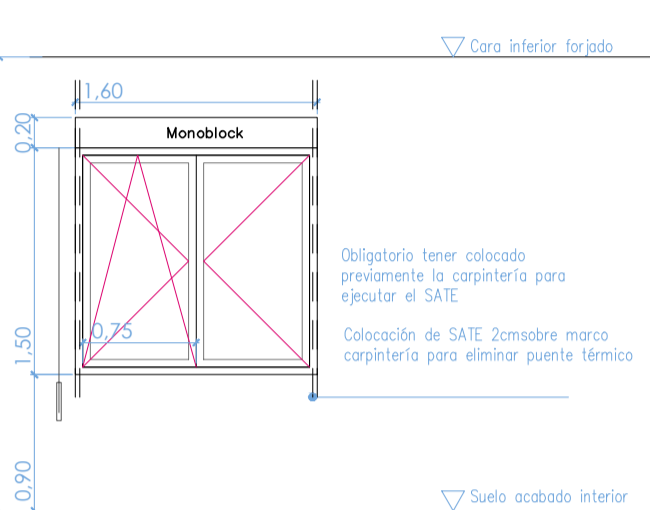 Cara inferior forjado
1,60
0,20
Monoblock
Obligatorio tener colocado
previamente la carpintería para
ejecutar el SATE
0,75
1,50
Colocación de SATE 2cmsobre marco
carpintería para eliminar puente térmico
0,90
Suelo acabado interior